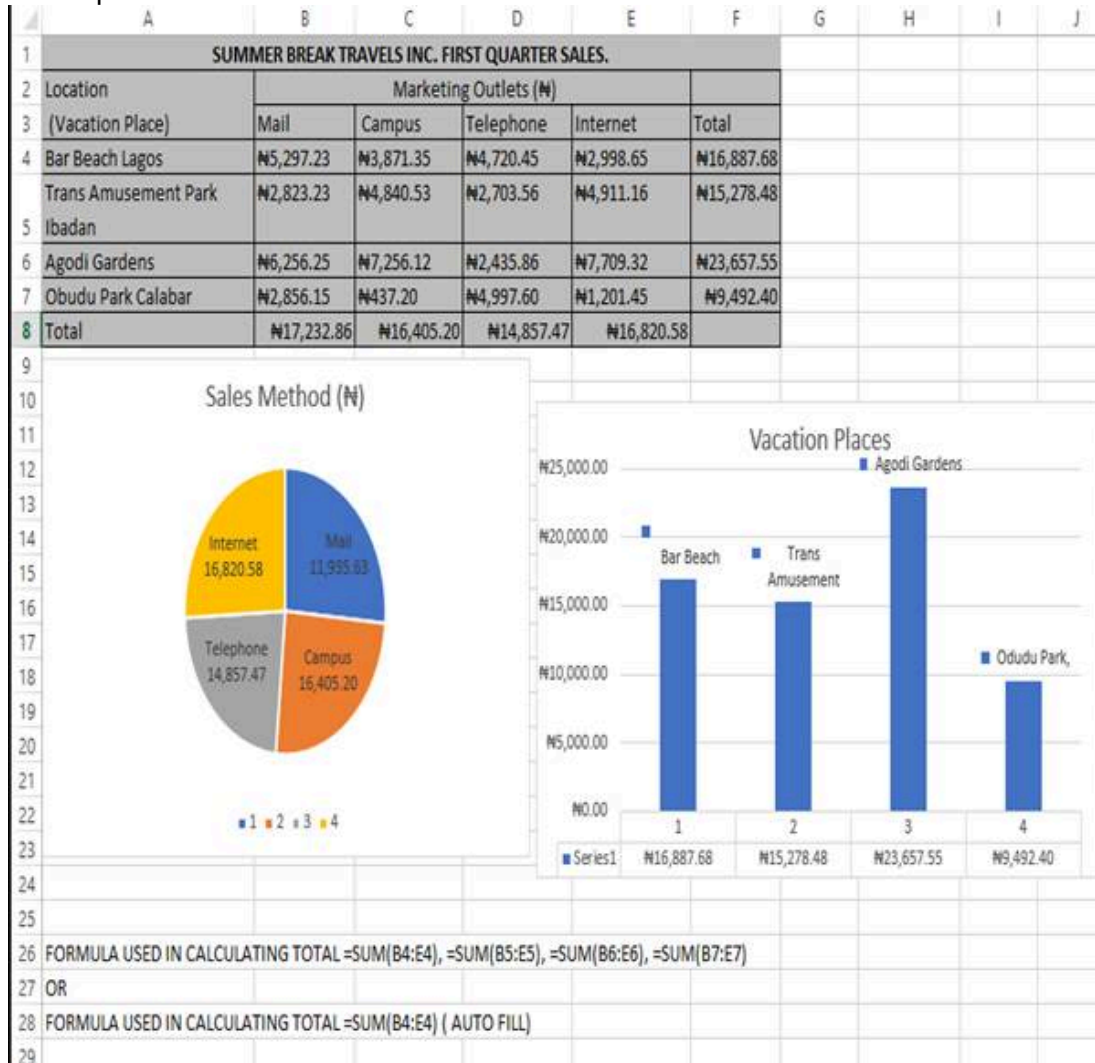 A B C D E F G H I J
1 SUMMER BREAK TRAVELS INC. FIRST QUARTER SALES.
2 Location Marketing Outlets (₦)
3 (Vacation Place) Mail Campus Telephone Internet Total
4 Bar Beach Lagos ₦5,297.23 ₦3,871.35 ₦4,720.45 ₦2,998.65 ₦16,887.68
Trans Amusement Park ₦2,823.23 ₦4,840.53 ₦2,703.56 ₦4,911.16 ₦15,278.48
5 Ibadan
6 Agodi Gardens ₦6,256.25 ₦7,256.12 ₦2,435.86 ₦7,709.32 ₦23,657.55
7 Obudu Park Calabar ₦2,856.15 ₦437.20 ₦4,997.60 ₦1,201.45 ₦9,492.40
8 Total ₦17,232.86 ₦16,405.20 ₦14,857.47 ₦16,820.58
9
10
11
12
13
14
15
16
17
18
19
20
21
22
23
24
25
Sales Method (₦)
Internet
16,820.58
Mail
11,955.63
Telephone
14,857.47
Campus
16,405.20
1 2 3 4
Vacation Places
₦25,000.00
₦20,000.00
₦15,000.00
₦10,000.00
₦5,000.00
₦0.00
Bar Beach
Trans
Amusement
Agodi Gardens
Odudu Park,
1 2 3 4
Series1 ₦16,887.68 ₦15,278.48 ₦23,657.55 ₦9,492.40
26 FORMULA USED IN CALCULATING TOTAL =SUM(B4:E4), =SUM(B5:E5), =SUM(B6:E6), =SUM(B7:E7)
27 OR
28 FORMULA USED IN CALCULATING TOTAL =SUM(B4:E4) ( AUTO FILL)
29